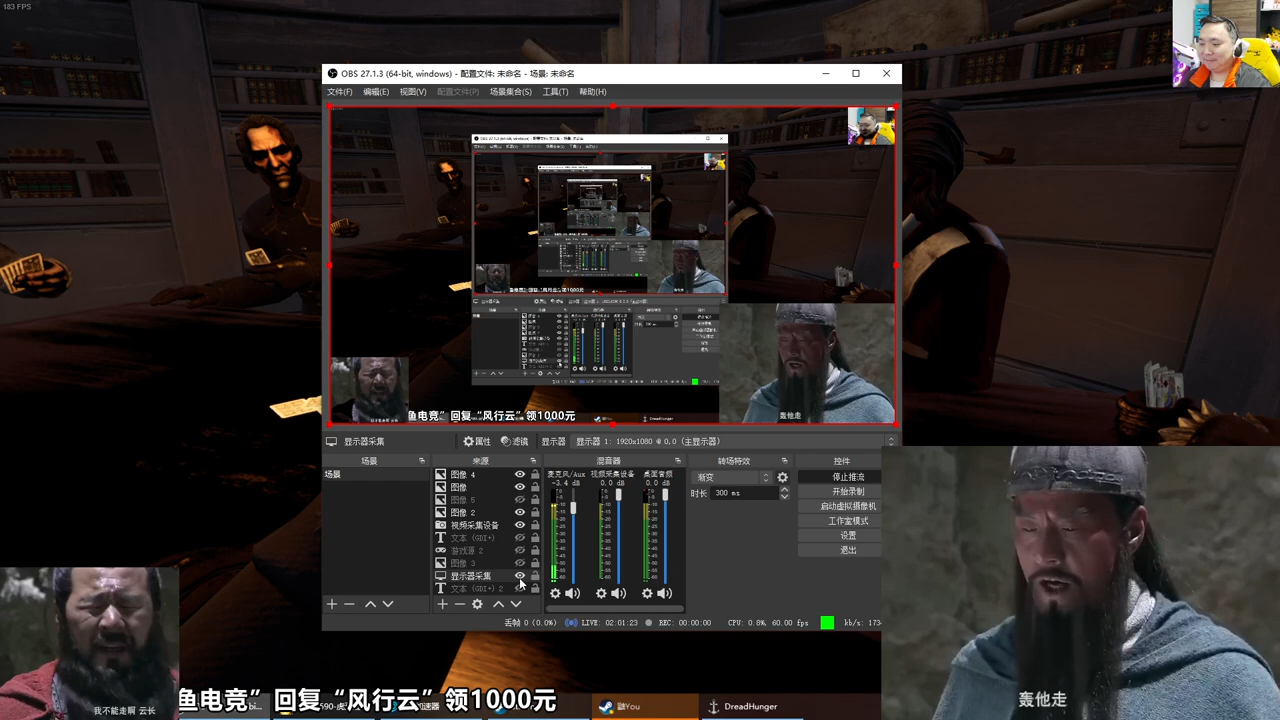 183 FPS
OBS 27.1.3 (64-bit, windows) - 配置文件: 未命名 - 场景: 未命名
文件(F) 编辑(E) 视图(V) 配置文件(P) 场景集合(S) 工具(T) 帮助(H)
轰他走
鱼电竞”回复“风行云”领1000元
显示器采集 属性 滤镜 显示器 显示器 1: 1920x1080 @ 0,0 (主显示器)
场景 来源 混音器 转场特效 控件
场景
图像 4
图像
图像 5
图像 2
视频采集设备
文本 (GDI+)
游戏源 2
图像 3
显示器采集
文本 (GDI+) 2
麦克风/Aux 视频采集设备 桌面音频
-3.4 dB 0.0 dB 0.0 dB
渐变
时长 300 ms
停止推流
开始录制
启动虚拟摄像机
工作室模式
设置
退出
丢帧 0 (0.0%) LIVE: 02:01:23 REC: 00:00:00 CPU: 0.8%, 60.00 fps kb/s: 173
我不能走啊 云长
轰他走
鱼电竞”回复“风行云”领1000元
DreadHunger